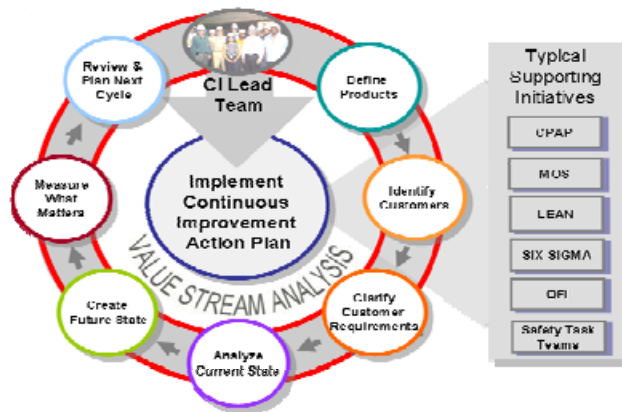 Review &
Plan Next
Cycle
CI Lead
Team
Define
Products
Measure
What
Matters
Implement
Continuous
Improvement
Action Plan
Identify
Customers
VALUE STREAM ANALYSIS
Create
Future State
Analyze
Current State
Clarify
Customer
Requirements
Typical
Supporting
Initiatives
CPAP
MOS
LEAN
SIX SIGMA
OFI
Safety Task
Teams